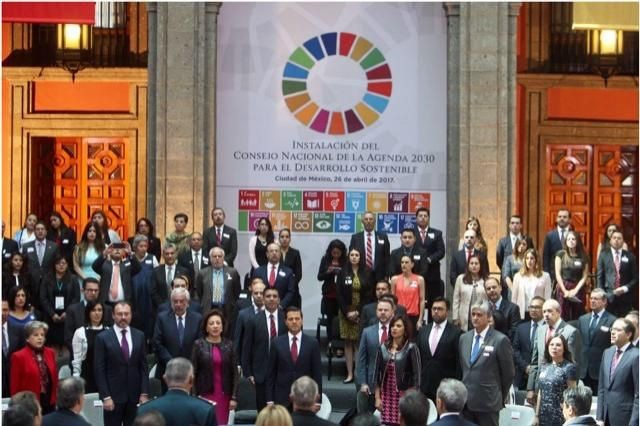 INSTALACIÓN DEL
CONSEJO NACIONAL DE LA AGENDA 2030
PARA EL DESARROLLO SOSTENIBLE
Ciudad de México, 26 de abril de 2017.